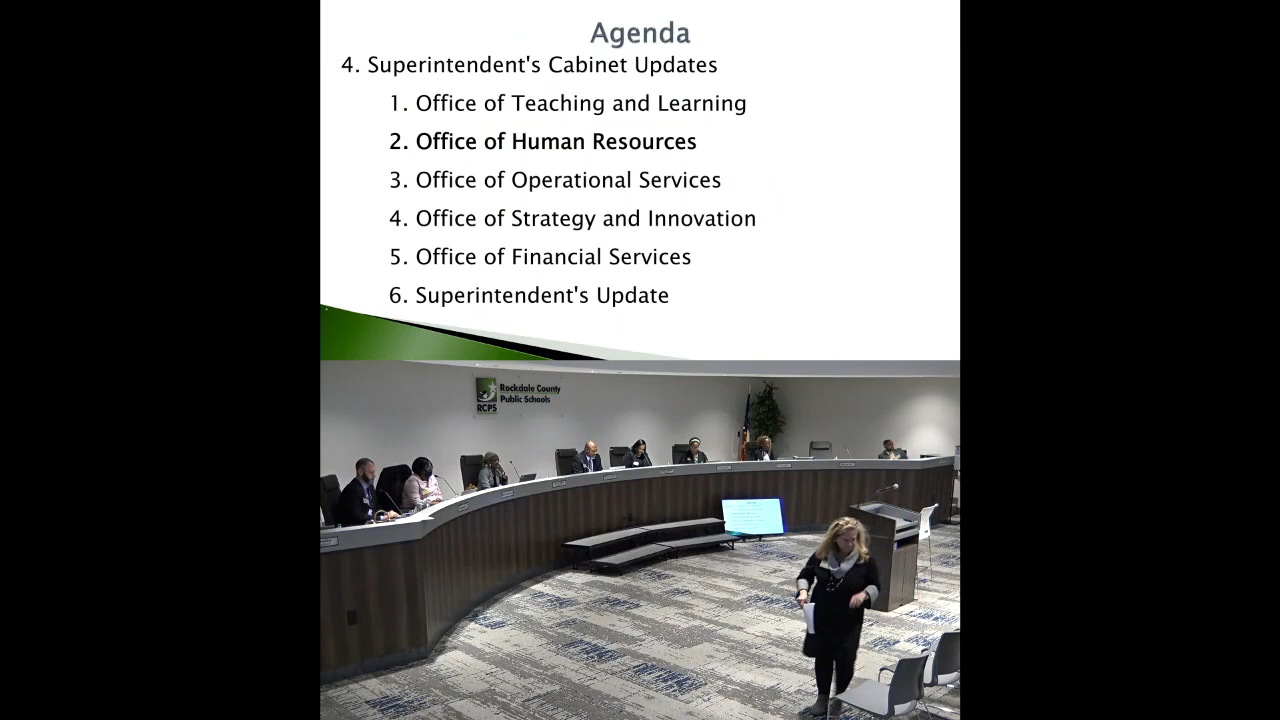 Agenda
4. Superintendent's Cabinet Updates
1. Office of Teaching and Learning
2. Office of Human Resources
3. Office of Operational Services
4. Office of Strategy and Innovation
5. Office of Financial Services
6. Superintendent's Update
Rockdale County
Public Schools
RCPS